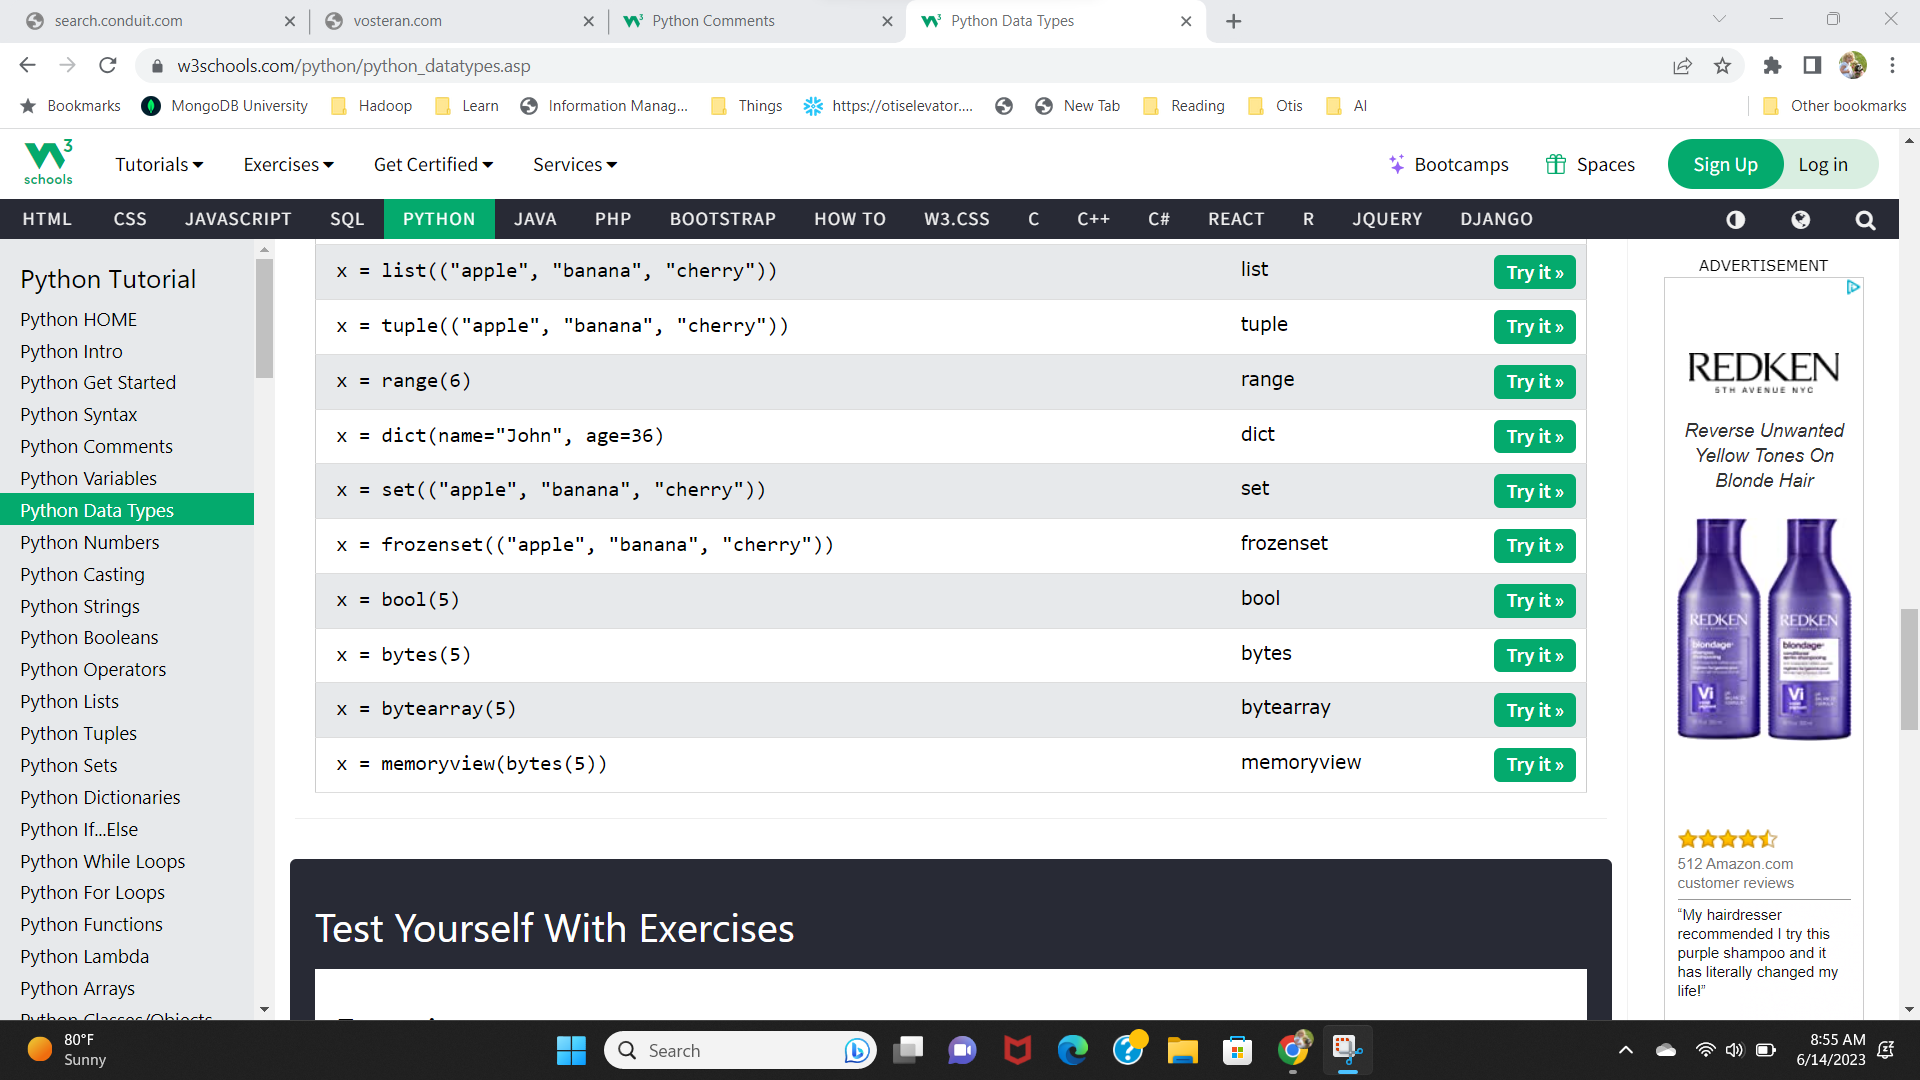 search.conduit.com
vosteran.com
Python Comments
Python Data Types
w3schools.com/python/python_datatypes.asp
Bookmarks
MongoDB University
Hadoop
Learn
Information Manag...
Things
https://otiselevator....
New Tab
Reading
Otis
AI
Other bookmarks
W3 schools
Tutorials
Exercises
Get Certified
Services
Bootcamps
Spaces
Sign Up
Log in
HTML CSS JAVASCRIPT SQL PYTHON JAVA PHP BOOTSTRAP HOW TO W3.CSS C C++ C# REACT R JQUERY DJANGO
Python Tutorial
Python HOME
Python Intro
Python Get Started
Python Syntax
Python Comments
Python Variables
Python Data Types
Python Numbers
Python Casting
Python Strings
Python Booleans
Python Operators
Python Lists
Python Tuples
Python Sets
Python Dictionaries
Python If...Else
Python While Loops
Python For Loops
Python Functions
Python Lambda
Python Arrays
Python Classes/Objects
x = list(("apple", "banana", "cherry")) list Try it »
x = tuple(("apple", "banana", "cherry")) tuple Try it »
x = range(6) range Try it »
x = dict(name="John", age=36) dict Try it »
x = set(("apple", "banana", "cherry")) set Try it »
x = frozenset(("apple", "banana", "cherry")) frozenset Try it »
x = bool(5) bool Try it »
x = bytes(5) bytes Try it »
x = bytearray(5) bytearray Try it »
x = memoryview(bytes(5)) memoryview Try it »
Test Yourself With Exercises
ADVERTISEMENT
REDKEN
5TH AVENUE NYC
Reverse Unwanted
Yellow Tones On
Blonde Hair
REDKEN
blondage
Vi
REDKEN
blondage
Vi
512 Amazon.com
customer reviews
“My hairdresser
recommended I try this
purple shampoo and it
has literally changed my
life!”
80°F
Sunny
Search
8:55 AM
6/14/2023